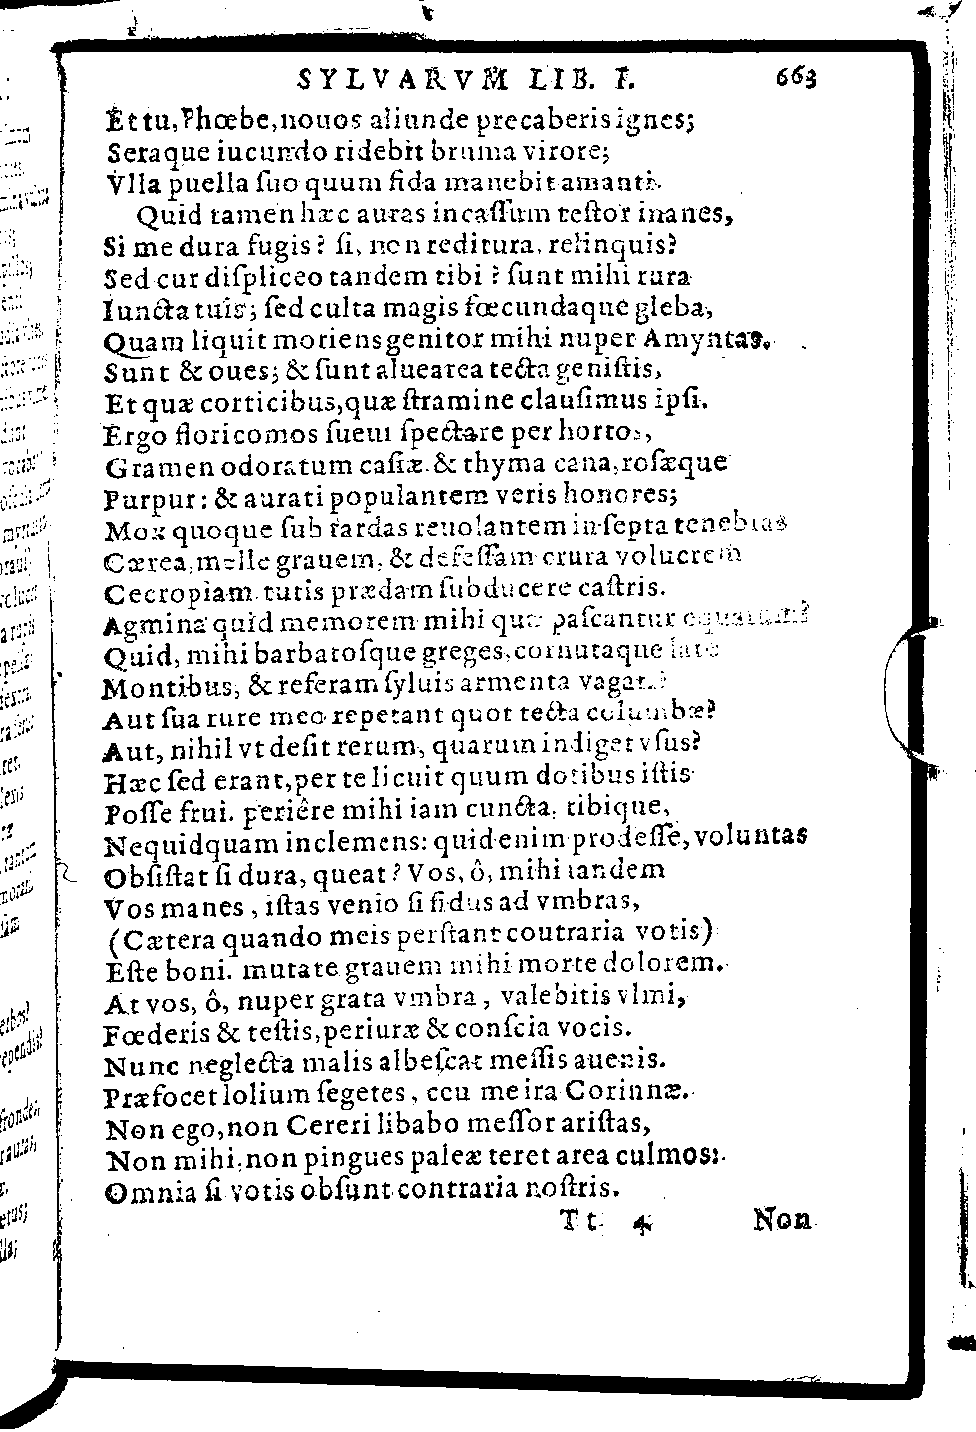 SYLVARVM LIB. I. 663
Et tu, Phœbe, nouos aliunde precaberis ignes;
Seraque iucundo ridebit bruma virore;
Vlla puella ſuo quum fida manebit amanti.
Quid tamen hæc auras incaſſum teſtor inanes,
Si me dura fugis? ſi, non reditura, relinquis?
Sed cur diſpliceo tandem tibi? ſunt mihi rura
Iuncta tuis; ſed culta magis fœcundaque gleba,
Quam liquit moriens genitor mihi nuper Amyntas.
Sunt & oues; & ſunt aluearea tecta geniſtis,
Et quæ corticibus, quæ ſtramine clauſimus ipſi.
Ergo floricomos ſueui ſpectare per hortos,
Gramen odoratum caſiæ & thyma cana, roſæque
Purpur: & aurati populantem veris honores;
Mox quoque ſub tardas reuolantem in ſepta tenebras
Cærea, melle grauem, & defeſſam crura volucrem
Cecropiam tutis prædam ſubducere caſtris.
Agmina quid memorem mihi quæ paſcantur equarum?
Quid, mihi barbatoſque greges, cornutaque late
Montibus, & referam ſyluis armenta vagari?
Aut ſua rure meo repetant quot tecta columbæ?
Aut, nihil vt deſit rerum, quarum indiget vſus?
Hæc ſed erant, per te licuit quum dotibus iſtis
Poſſe frui. periêre mihi iam cuncta, tibique,
Nequidquam inclemens: quid enim prodeſſe, voluntas
Obſiſtat ſi dura, queat? Vos, ô, mihi tandem
Vos manes, iſtas venio ſi fidus ad vmbras,
(Cætera quando meis perſtant coutraria votis)
Eſte boni. mutate grauem mihi morte dolorem.
At vos, ô, nuper grata vmbra, valebitis vlmi,
Fœderis & teſtis, periuræ & conſcia vocis.
Nunc neglecta malis albeſcat meſſis auenis.
Præfocet lolium ſegetes, ceu me ira Corinnæ.
Non ego, non Cereri libabo meſſor ariſtas,
Non mihi, non pingues paleæ teret area culmos:
Omnia ſi votis obſunt contraria noſtris.
Tt 4 Non